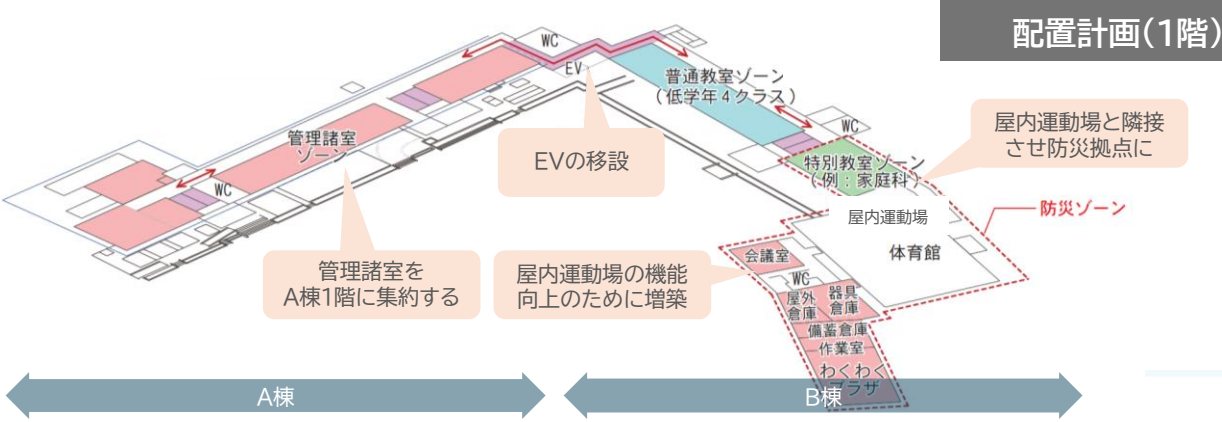 配置計画(1階)
WC
EV
普通教室ゾーン
(低学年4クラス)
WC
屋内運動場と隣接
させ防災拠点に
管理諸室
ゾーン
EVの移設
特別教室ゾーン
(例:家庭科)
WC
屋内運動場
防災ゾーン
体育館
管理諸室を
A棟1階に集約する
屋内運動場の機能
向上のために増築
会議室
WC
屋外
倉庫
器具
倉庫
備蓄倉庫
作業室
わくわく
プラザ
A棟
B棟